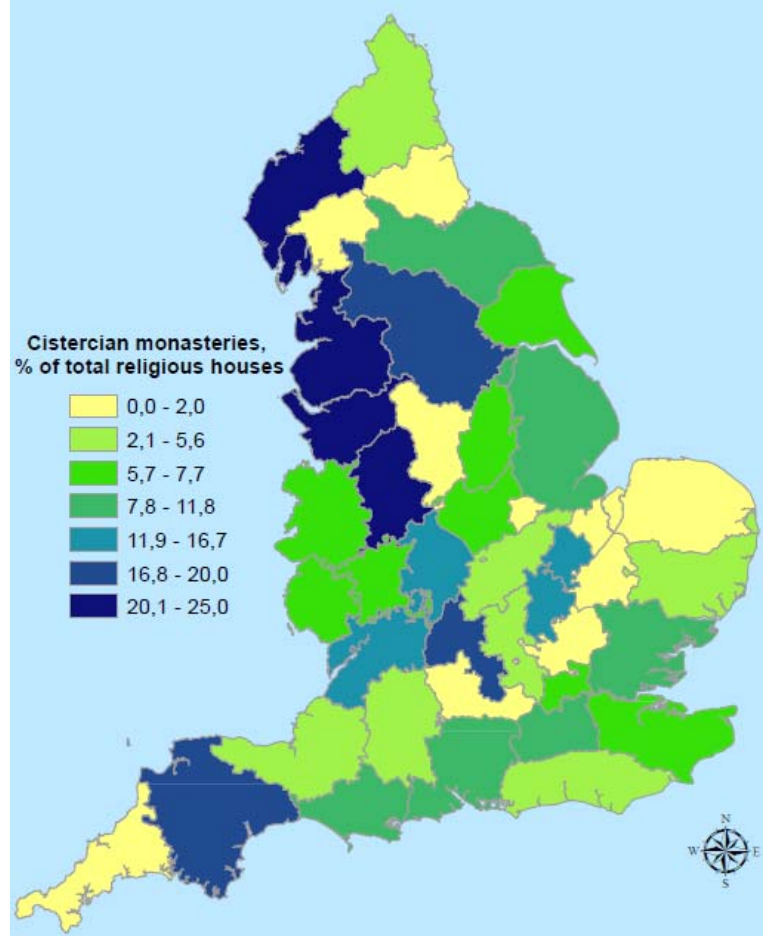 Cistercian monasteries,
% of total religious houses
0,0 - 2,0
2,1 - 5,6
5,7 - 7,7
7,8 - 11,8
11,9 - 16,7
16,8 - 20,0
20,1 - 25,0
N
W E
S